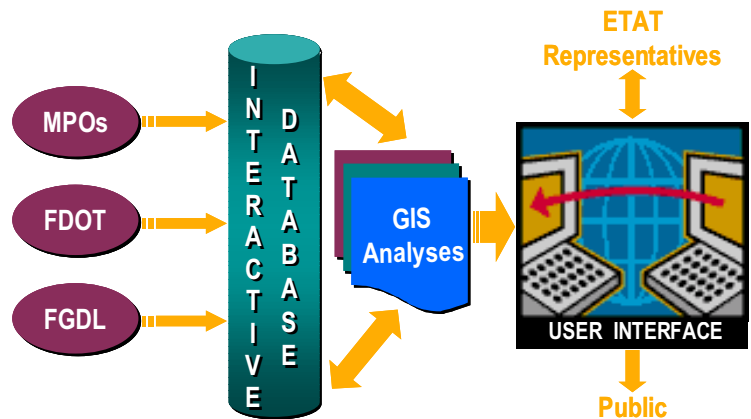 MPOs
FDOT
FGDL
INTERACTIVE
DATABASE
GIS
Analyses
ETAT
Representatives
USER INTERFACE
Public